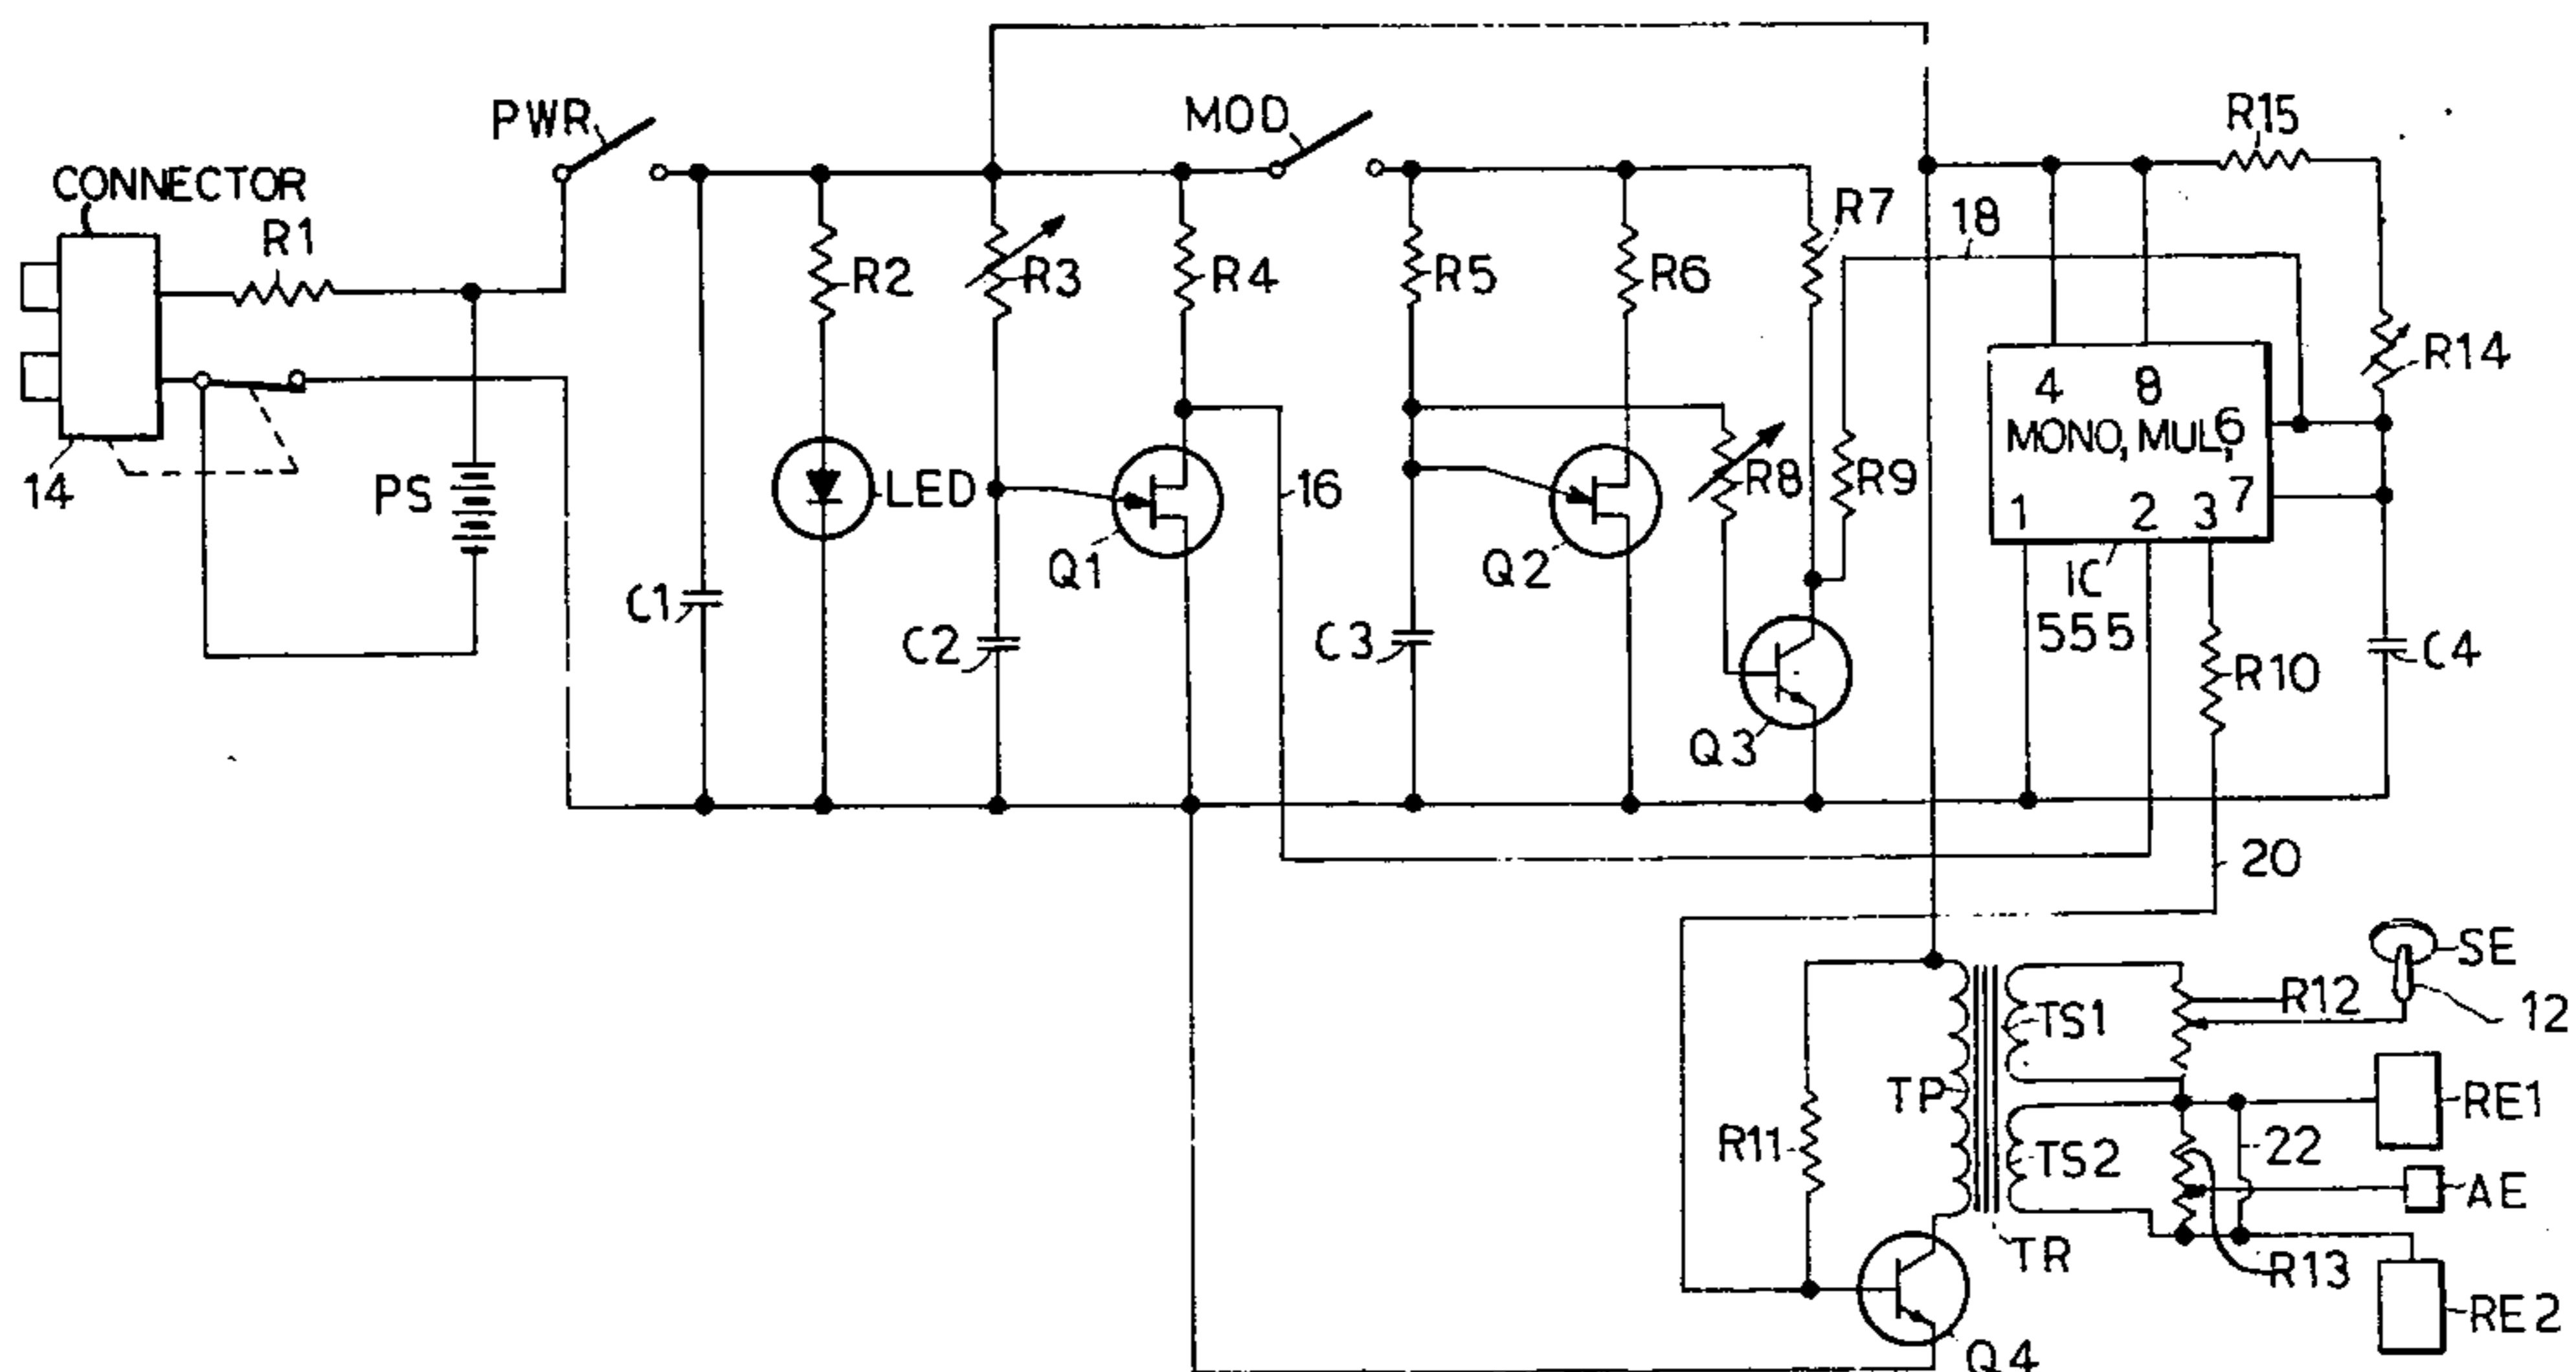 PWR
MOD
R15
CONNECTOR
R1
R2
R3
R4
R5
R6
R7
18
R14
4 8
MONO, MUL, 6
1 2 3 7
14
PS
LED
16
R8
R9
Q1
Q2
IC
555
C1
C2
C3
Q3
R10
C4
20
SE
R12
12
TS1
TP
RE1
R11
TS2
22
AE
TR
R13
RE2
Q4